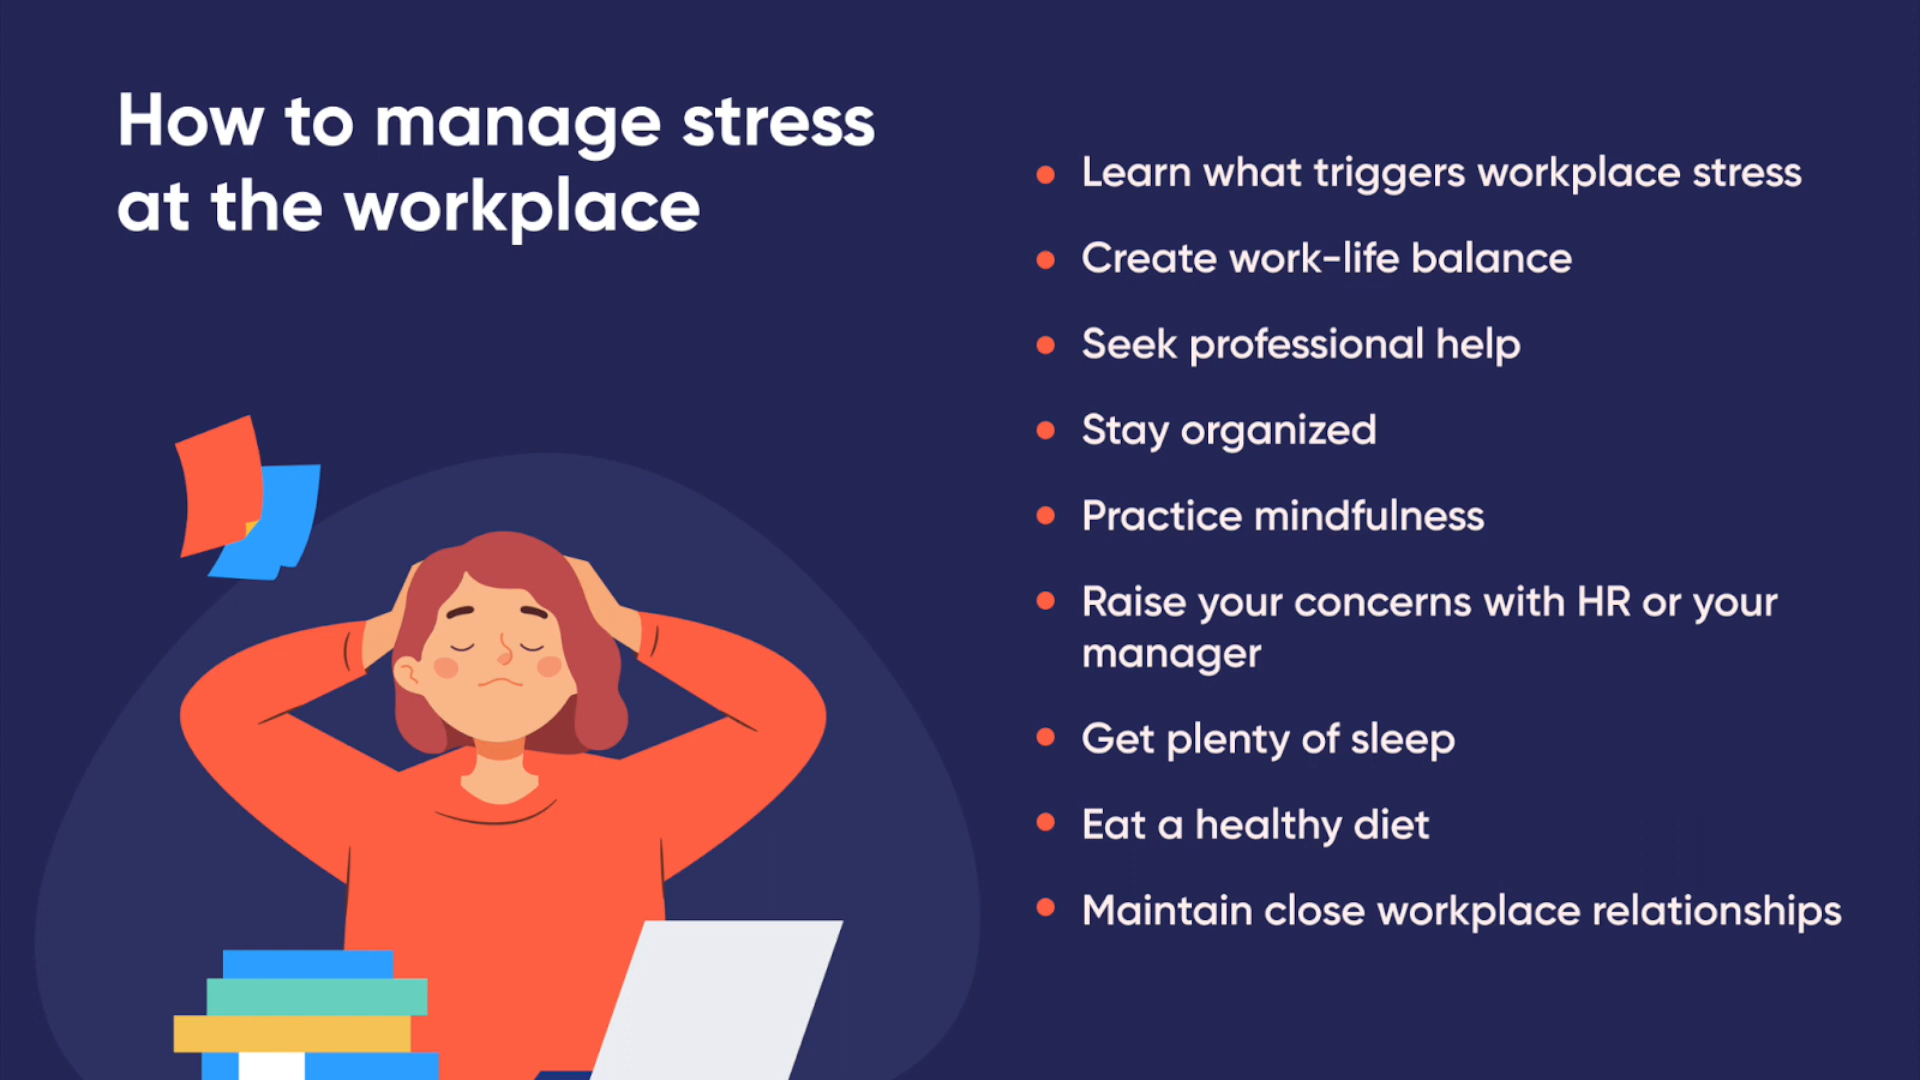 How to manage stress
at the workplace
Learn what triggers workplace stress
Create work-life balance
Seek professional help
Stay organized
Practice mindfulness
Raise your concerns with HR or your
manager
Get plenty of sleep
Eat a healthy diet
Maintain close workplace relationships